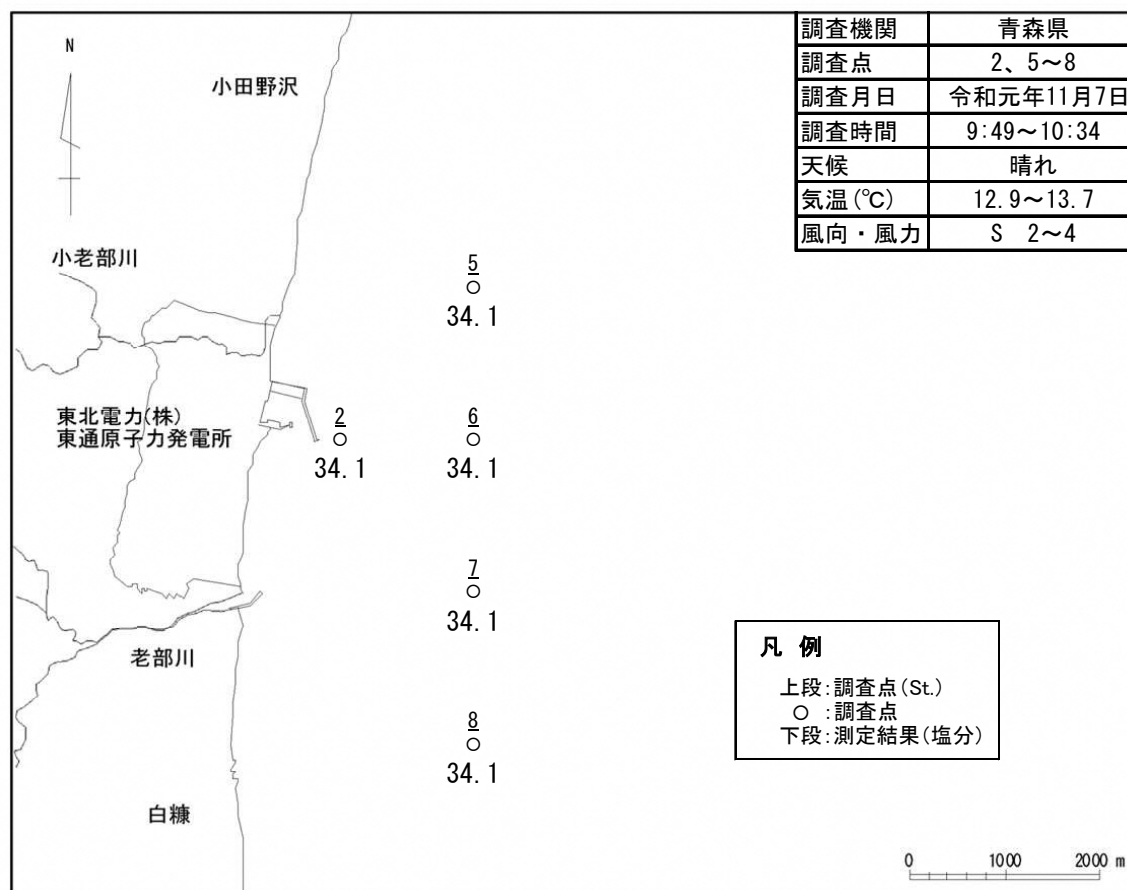 調査機関 青森県
調査点 2、5～8
調査月日 令和元年11月7日
調査時間 9:49～10:34
天候 晴れ
気温(℃) 12.9～13.7
風向・風力 S 2～4
N
小田野沢
小老部川
5
34.1
東北電力(株)
東通原子力発電所
2
34.1
6
34.1
7
34.1
老部川
8
34.1
白糠
凡 例
上段:調査点(St.)
○ :調査点
下段:測定結果(塩分)
0 1000 2000 m